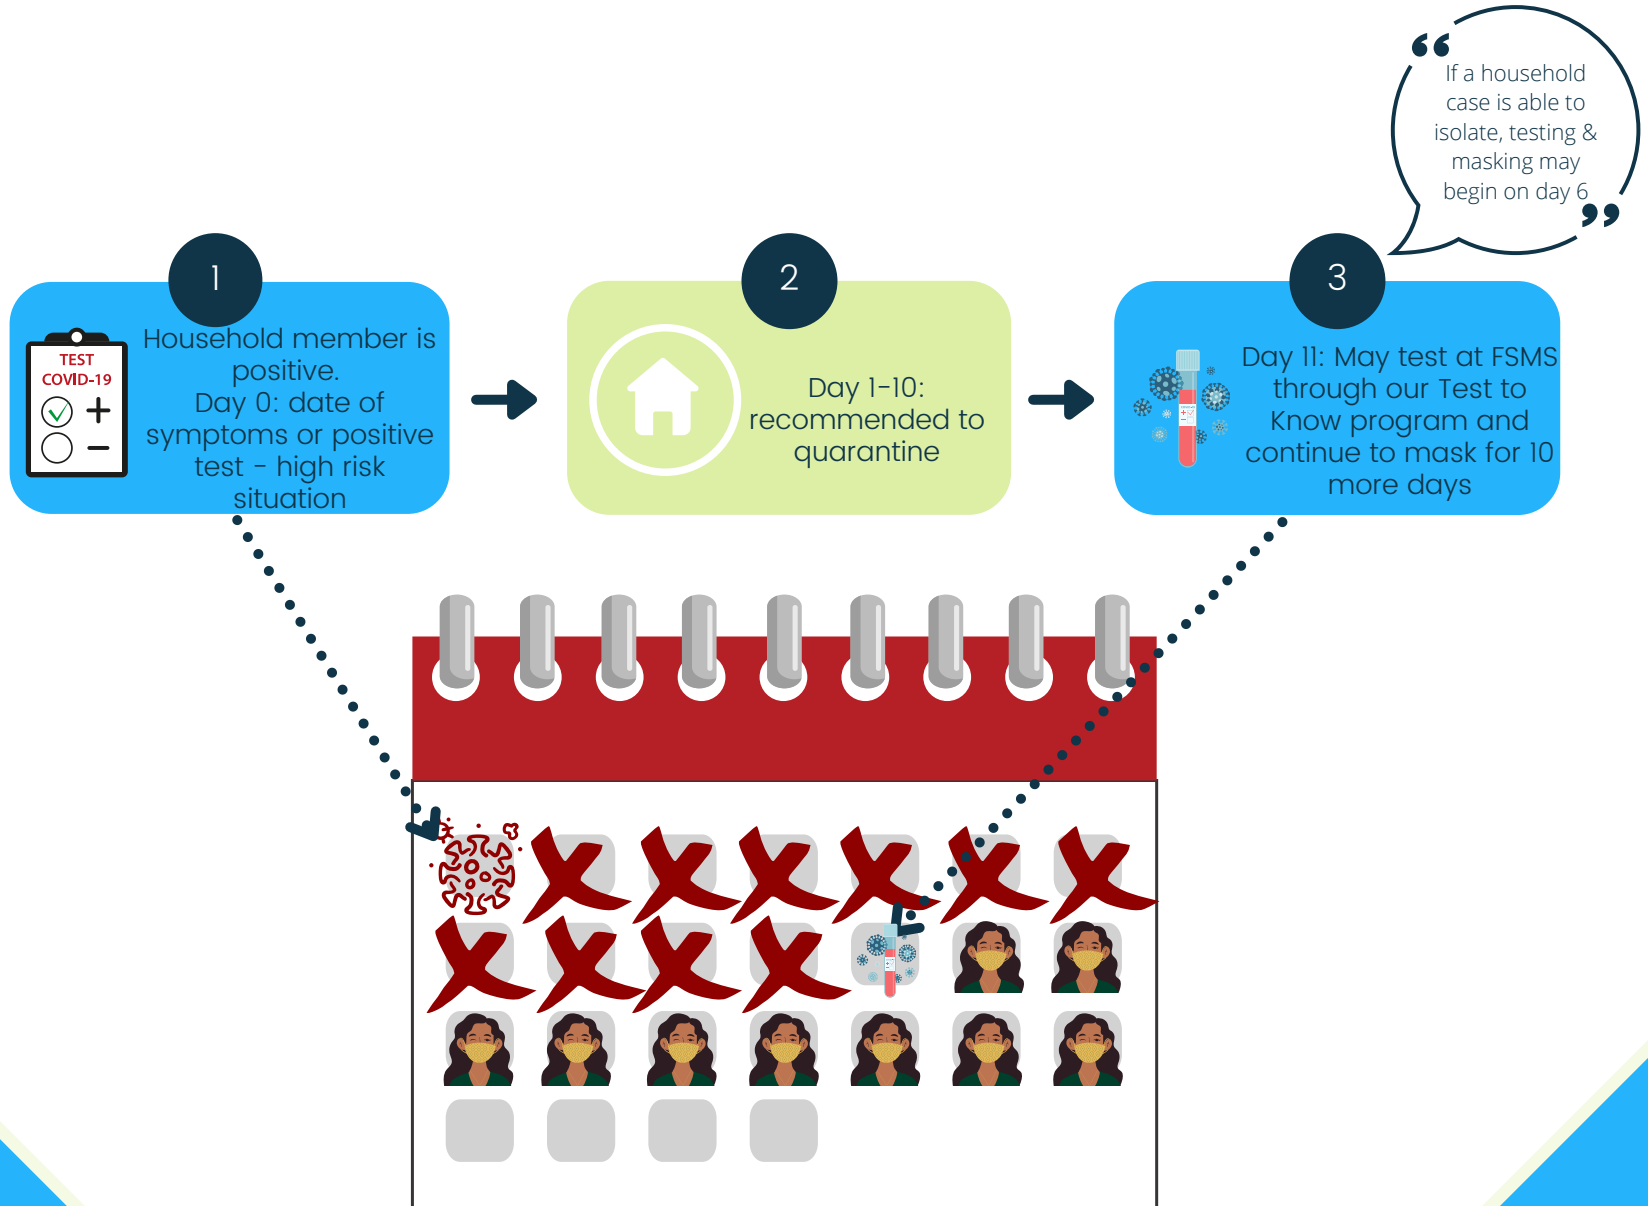 “
If a household
case is able to
isolate, testing &
masking may
begin on day 6
”
1
TEST
COVID-19
+
−
Household member is
positive.
Day 0: date of
symptoms or positive
test - high risk
situation
2
Day 1-10:
recommended to
quarantine
3
Day 11: May test at FSMS
through our Test to
Know program and
continue to mask for 10
more days